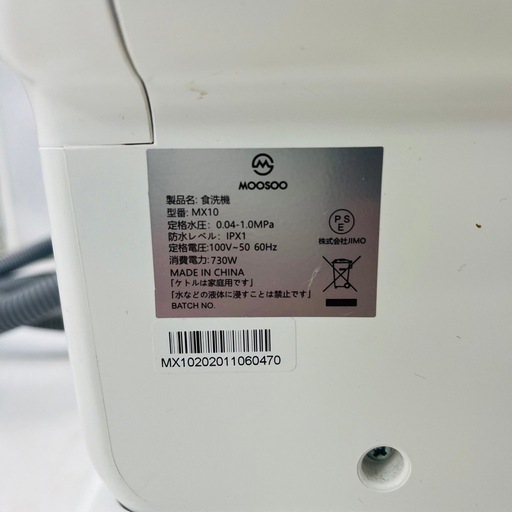 MOOSOO
製品名: 食洗機
型番: MX10
定格水圧: 0.04-1.0MPa
防水レベル: IPX1
定格電圧:100V~50 60Hz
消費電力:730W
MADE IN CHINA
「ケトルは家庭用です」
「水などの液体に浸すことは禁止です」
BATCH NO.
PSE
株式会社JIMO
MX10202011060470